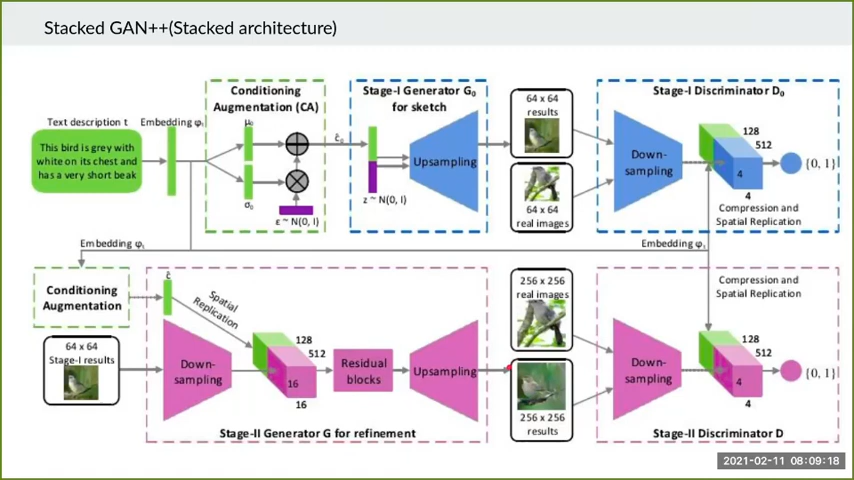 Stacked GAN++(Stacked architecture)
Text description t
This bird is grey with
white on its chest and
has a very short beak
Embedding φt
Conditioning
Augmentation (CA)
μ0
σ0
ε ~ N(0, I)
ĉ0
Stage-I Generator G0
for sketch
z ~ N(0, I)
Upsampling
64 x 64
results
64 x 64
real images
Stage-I Discriminator D0
Down-
sampling
128
512
4
4
{0, 1}
Compression and
Spatial Replication
Embedding φt
Embedding φt
Conditioning
Augmentation
64 x 64
Stage-I results
ĉ
Spatial
Replication
Down-
sampling
128
512
16
16
Residual
blocks
Upsampling
Stage-II Generator G for refinement
256 x 256
real images
256 x 256
results
Compression and
Spatial Replication
Down-
sampling
128
512
4
4
{0, 1}
Stage-II Discriminator D
2021-02-11 08:09:18